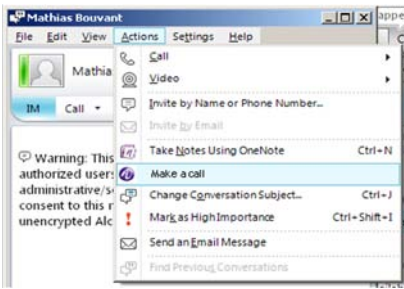 Mathias Bouvant
File Edit View Actions Settings Help
Mathia
IM Call
Call
Video
Invite by Name or Phone Number...
Invite by Email
Take Notes Using OneNote Ctrl+N
Make a call
Change Conversation Subject... Ctrl+J
Mark as High Importance Ctrl+Shift+I
Send an Email Message
Find Previous Conversations
Warning: This
authorized users
administrative/s
consent to this r
unencrypted Alc
appe